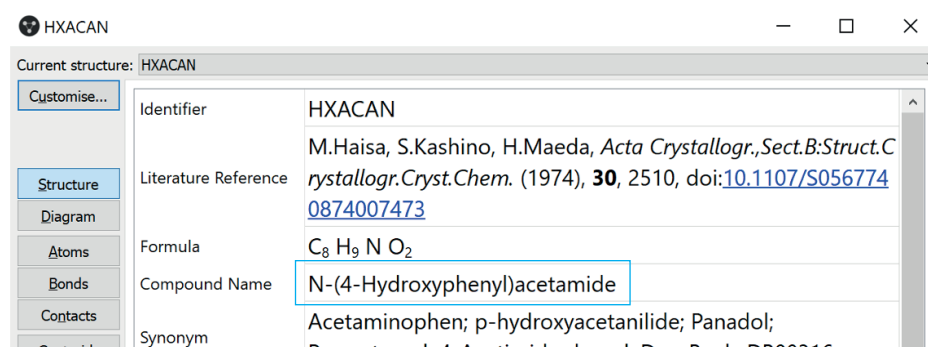 HXACAN
Current structure: HXACAN
Customise...
Identifier
HXACAN
M.Haisa, S.Kashino, H.Maeda, Acta Crystallogr.,Sect.B:Struct.C
Literature Reference
rystallogr.Cryst.Chem. (1974), 30, 2510, doi:10.1107/S056774
0874007473
Structure
Diagram
Formula
C₈ H₉ N O₂
Atoms
Bonds
Compound Name
N-(4-Hydroxyphenyl)acetamide
Contacts
Synonym
Acetaminophen; p-hydroxyacetanilide; Panadol;